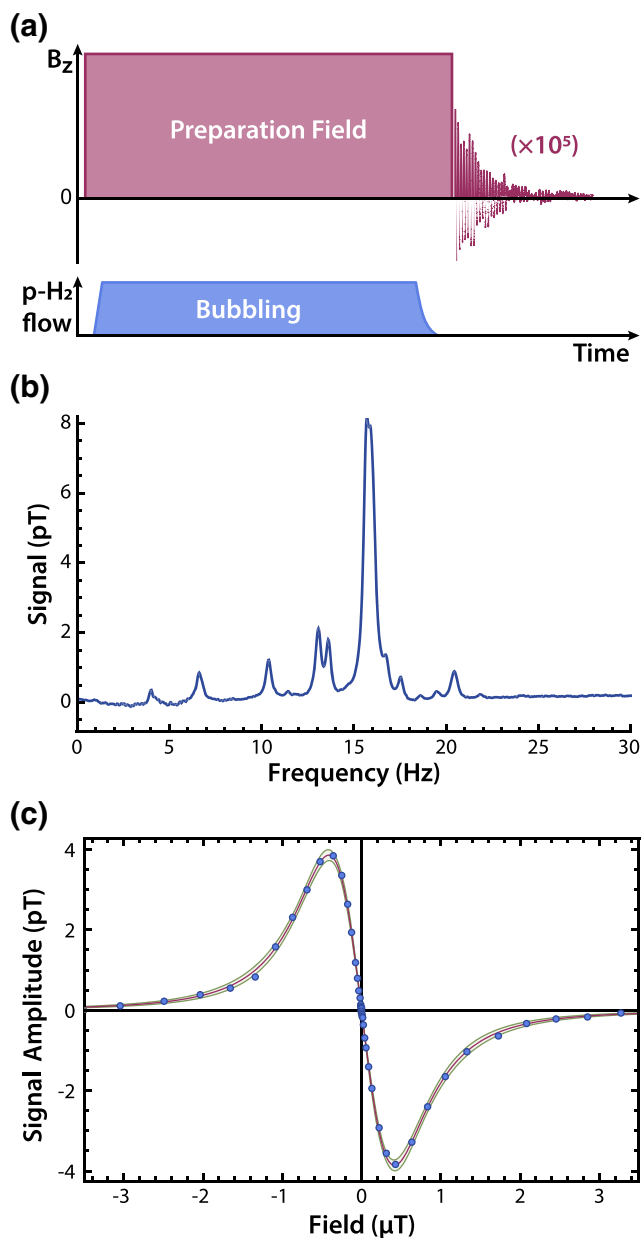 (a)
Bz
Preparation Field
(×10⁵)
0
p-H₂
flow
Bubbling
Time
(b)
8
6
4
2
0
Signal (pT)
0 5 10 15 20 25 30
Frequency (Hz)
(c)
4
2
0
-2
-4
Signal Amplitude (pT)
-3 -2 -1 0 1 2 3
Field (µT)